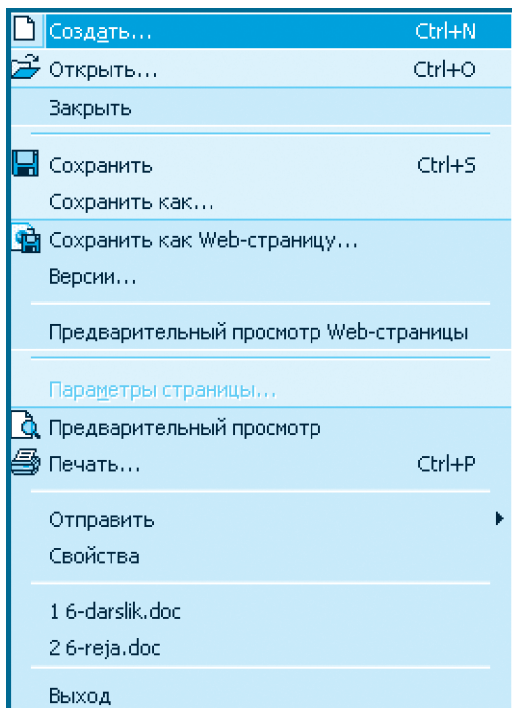 Создать... Ctrl+N
Открыть... Ctrl+O
Закрыть
Сохранить Ctrl+S
Сохранить как...
Сохранить как Web-страницу...
Версии...
Предварительный просмотр Web-страницы
Параметры страницы...
Предварительный просмотр
Печать... Ctrl+P
Отправить
Свойства
1 6-darslik.doc
2 6-reja.doc
Выход